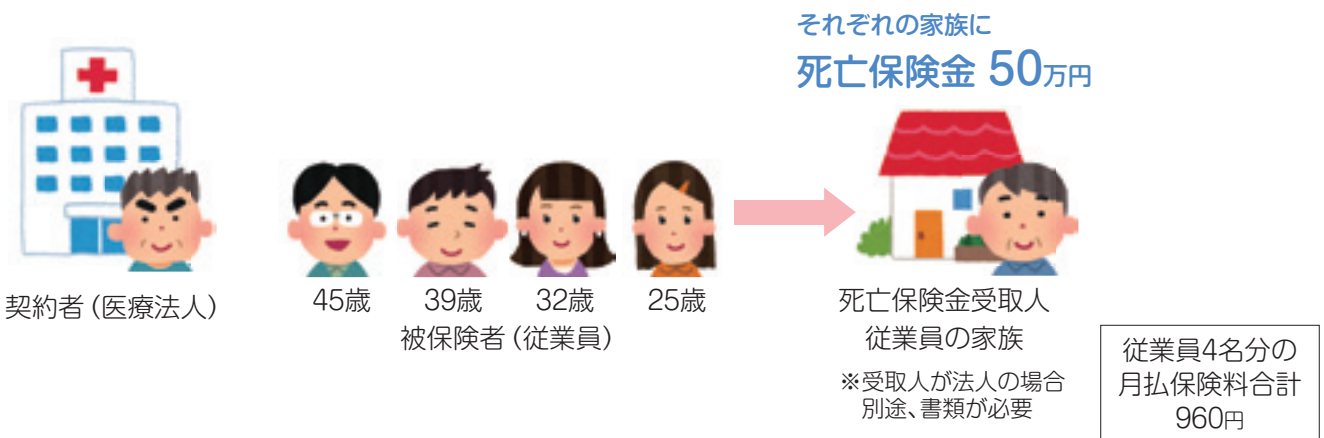 それぞれの家族に
死亡保険金 50万円
契約者(医療法人)
45歳 39歳 32歳 25歳
被保険者(従業員)
死亡保険金受取人
従業員の家族
※受取人が法人の場合
別途、書類が必要
従業員4名分の
月払保険料合計
960円